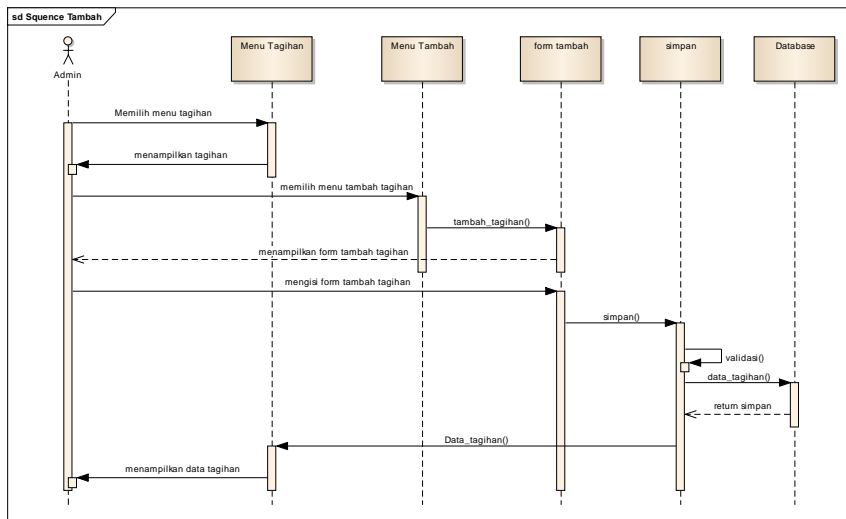 sd Squence Tambah
Admin
Menu Tagihan
Menu Tambah
form tambah
simpan
Database
Memilih menu tagihan
menampilkan tagihan
memilih menu tambah tagihan
tambah_tagihan()
menampilkan form tambah tagihan
mengisi form tambah tagihan
simpan()
validasi()
data_tagihan()
return simpan
Data_tagihan()
menampilkan data tagihan